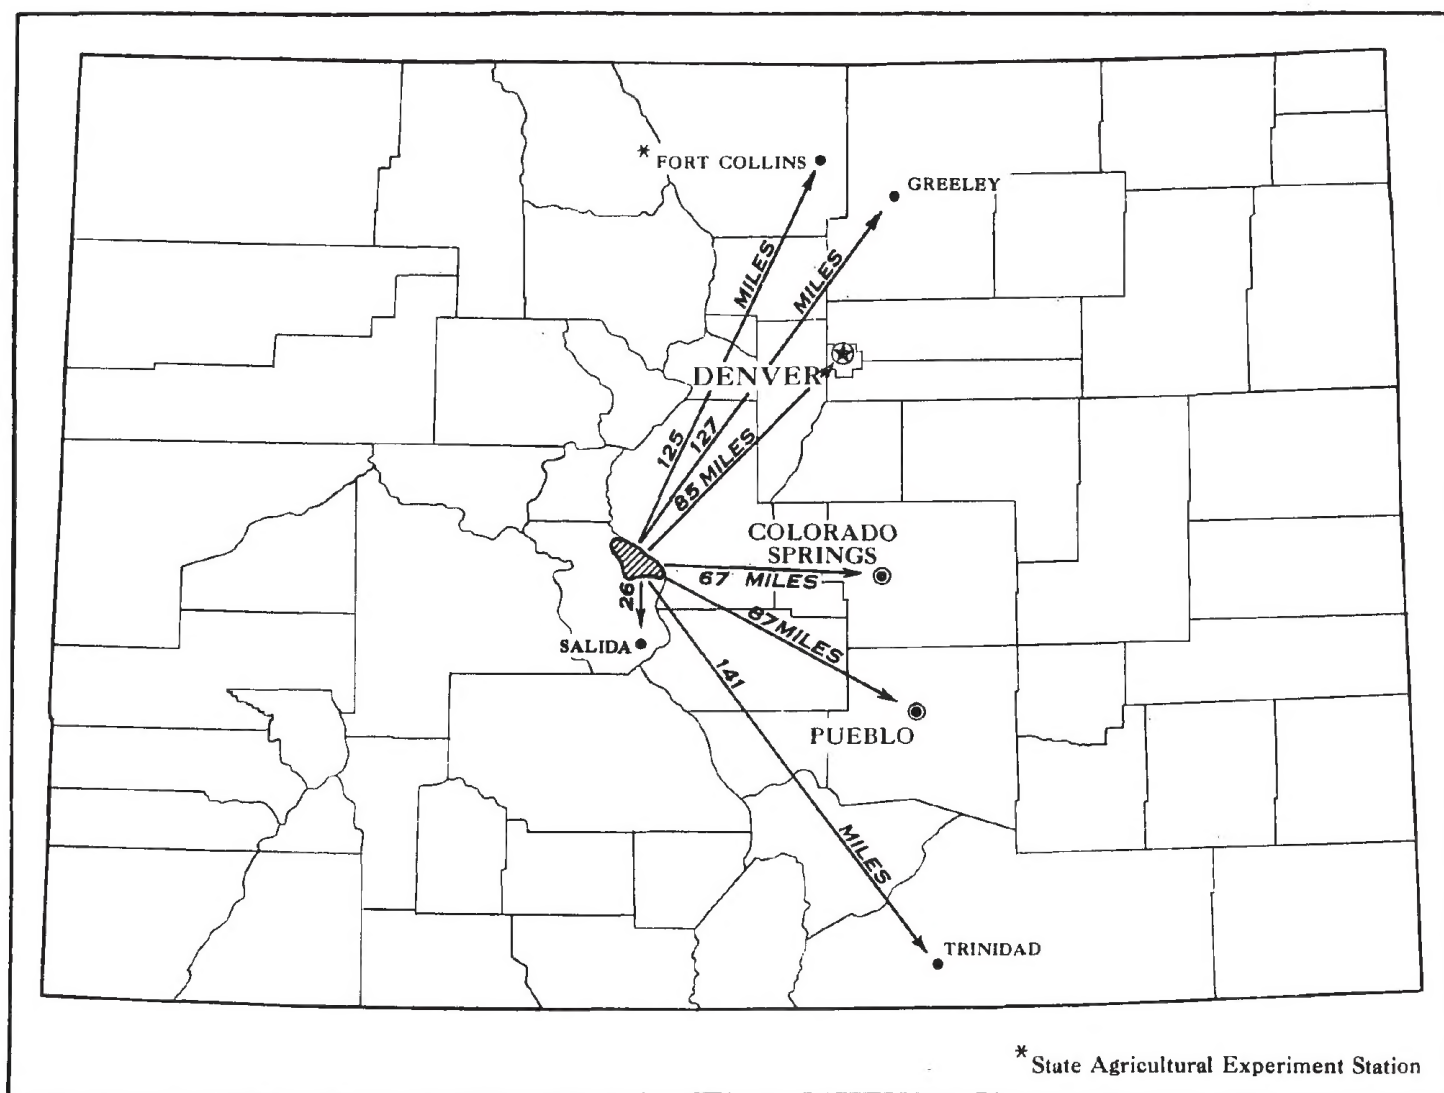 * FORT COLLINS
GREELEY
MILES
MILES
DENVER
125
127
85 MILES
COLORADO
SPRINGS
67 MILES
26
87 MILES
SALIDA
141
PUEBLO
MILES
TRINIDAD
* State Agricultural Experiment Station